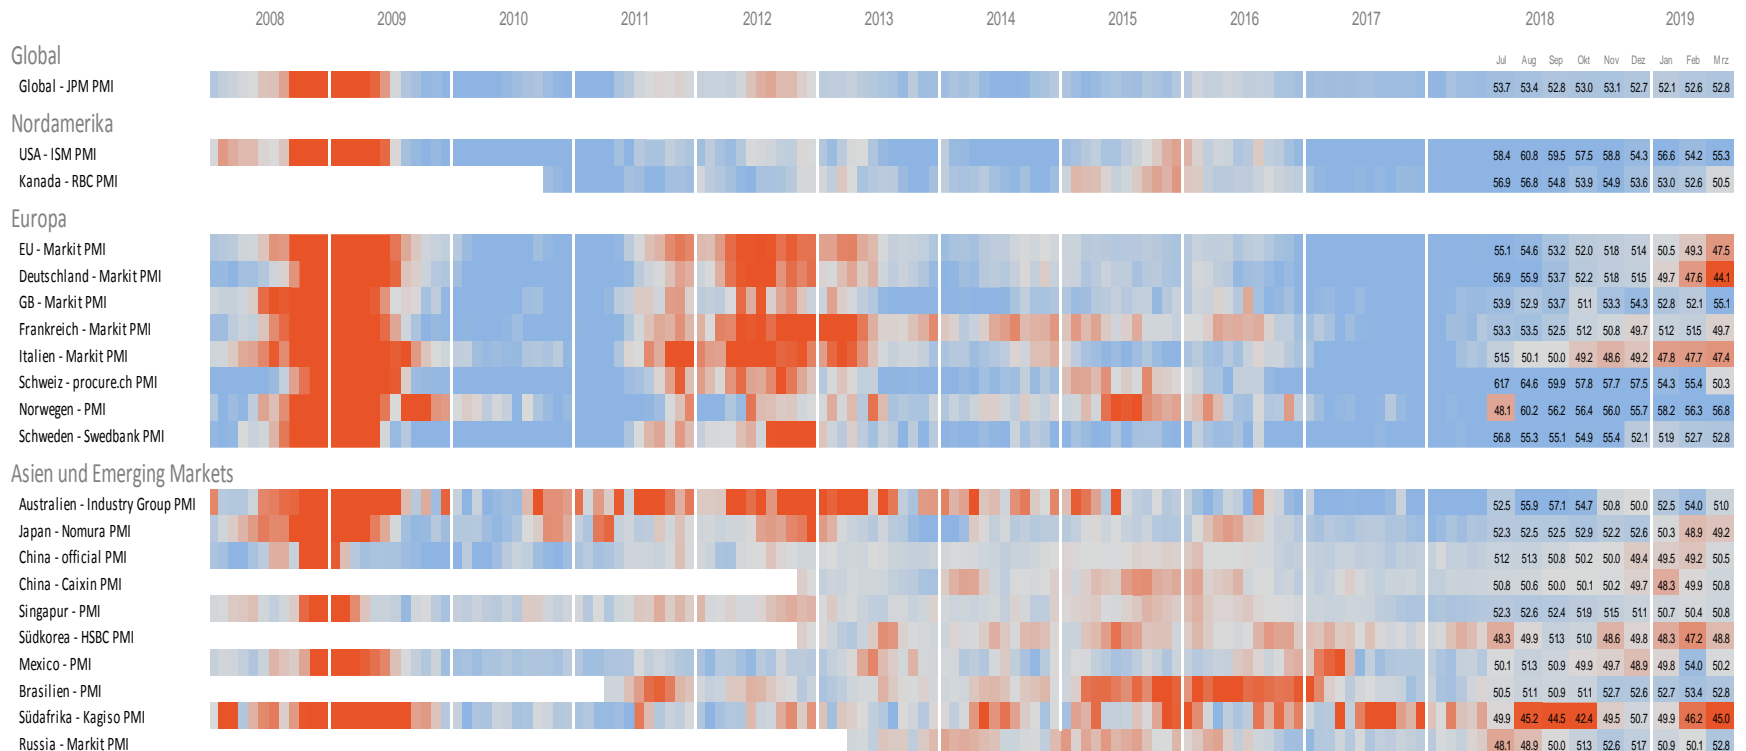 2008 2009 2010 2011 2012 2013 2014 2015 2016 2017 2018 2019
Global Jul Aug Sep Okt Nov Dez Jan Feb Mrz
Global - JPM PMI 53.7 53.4 52.8 53.0 53.1 52.7 52.1 52.6 52.8
Nordamerika
USA - ISM PMI 58.4 60.8 59.5 57.5 58.8 54.3 56.6 54.2 55.3
Kanada - RBC PMI 56.9 56.8 54.8 53.9 54.9 53.6 53.0 52.6 50.5
Europa
EU - Markit PMI 55.1 54.6 53.2 52.0 51.8 51.4 50.5 49.3 47.5
Deutschland - Markit PMI 56.9 55.9 53.7 52.2 51.8 51.5 49.7 47.6 44.1
GB - Markit PMI 53.9 52.9 53.7 51.1 53.3 54.3 52.8 52.1 55.1
Frankreich - Markit PMI 53.3 53.5 52.5 51.2 50.8 49.7 51.2 51.5 49.7
Italien - Markit PMI 51.5 50.1 50.0 49.2 48.6 49.2 47.8 47.7 47.4
Schweiz - procure.ch PMI 61.7 64.6 59.9 57.8 57.7 57.5 54.3 55.4 50.3
Norwegen - PMI 48.1 60.2 56.2 56.4 56.0 55.7 58.2 56.3 56.8
Schweden - Swedbank PMI 56.8 55.3 55.1 54.9 55.4 52.1 51.9 52.7 52.8
Asien und Emerging Markets
Australien - Industry Group PMI 52.5 55.9 57.1 54.7 50.8 50.0 52.5 54.0 51.0
Japan - Nomura PMI 52.3 52.5 52.5 52.9 52.2 52.6 50.3 48.9 49.2
China - official PMI 51.2 51.3 50.8 50.2 50.0 49.4 49.5 49.2 50.5
China - Caixin PMI 50.8 50.6 50.0 50.1 50.2 49.7 48.3 49.9 50.8
Singapur - PMI 52.3 52.6 52.4 51.9 51.5 51.1 50.7 50.4 50.8
Südkorea - HSBC PMI 48.3 49.9 51.3 51.0 48.6 49.8 48.3 47.2 48.8
Mexico - PMI 50.1 51.3 50.9 49.9 49.7 48.9 49.8 54.0 50.2
Brasilien - PMI 50.5 51.1 50.9 51.1 52.7 52.6 52.7 53.4 52.8
Südafrika - Kagiso PMI 49.9 45.2 44.5 42.4 49.5 50.7 49.9 46.2 45.0
Russia - Markit PMI 48.1 48.9 50.0 51.3 52.6 51.7 50.9 50.1 52.8